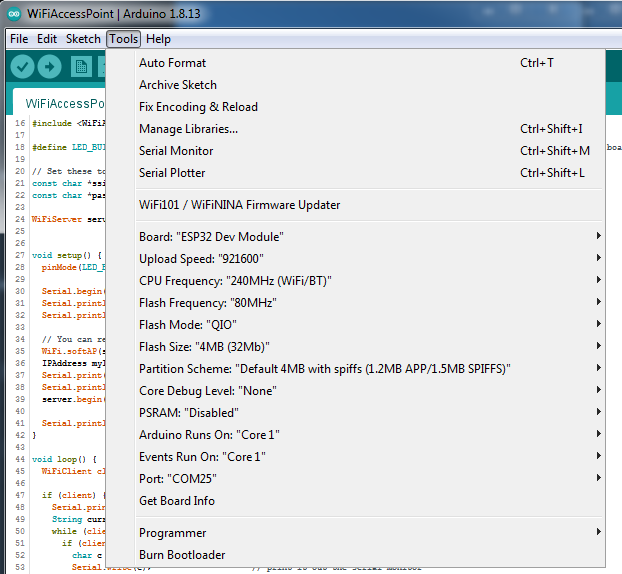 WiFiAccessPoint | Arduino 1.8.13
File Edit Sketch Tools Help
WiFiAccessPo
Auto Format Ctrl+T
Archive Sketch
Fix Encoding & Reload
Manage Libraries... Ctrl+Shift+I
Serial Monitor Ctrl+Shift+M
Serial Plotter Ctrl+Shift+L
WiFi101 / WiFiNINA Firmware Updater
Board: "ESP32 Dev Module"
Upload Speed: "921600"
CPU Frequency: "240MHz (WiFi/BT)"
Flash Frequency: "80MHz"
Flash Mode: "QIO"
Flash Size: "4MB (32Mb)"
Partition Scheme: "Default 4MB with spiffs (1.2MB APP/1.5MB SPIFFS)"
Core Debug Level: "None"
PSRAM: "Disabled"
Arduino Runs On: "Core 1"
Events Run On: "Core 1"
Port: "COM25"
Get Board Info
Programmer
Burn Bootloader
16 #include <WiFiA
17
18 #define LED_BUI boa
19
20 // Set these to
21 const char *ssi
22 const char *pas
23
24 WiFiServer serv
25
26
27 void setup() {
28 pinMode(LED_B
29
30 Serial.begin(
31 Serial.printl
32 Serial.printl
33
34 // You can re
35 WiFi.softAP(s
36 IPAddress myI
37 Serial.print(
38 Serial.printl
39 server.begin(
40
41 Serial.printl
42 }
43
44 void loop() {
45 WiFiClient cl
46
47 if (client) {
48 Serial.print
49 String curr
50 while (clie
51 if (clien
52 char c
53 Serial.write(c); // print it out the serial monitor